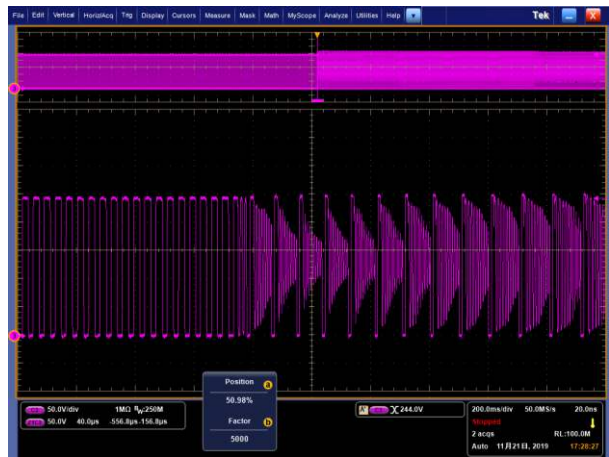 File Edit Vertical Horiz/Acq Trig Display Cursors Measure Mask Math MyScope Analyze Utilities Help Tek X
Position a
50.98%
Factor b
5000
50.0V/div 1MΩ BW:250M
50.0V 40.0µs -556.8µs -156.8µs
A' 244.0V
200.0ms/div 50.0MS/s 20.0ns
Stopped
2 acqs RL:100.0M
Auto 11月21日, 2019 17:28:27